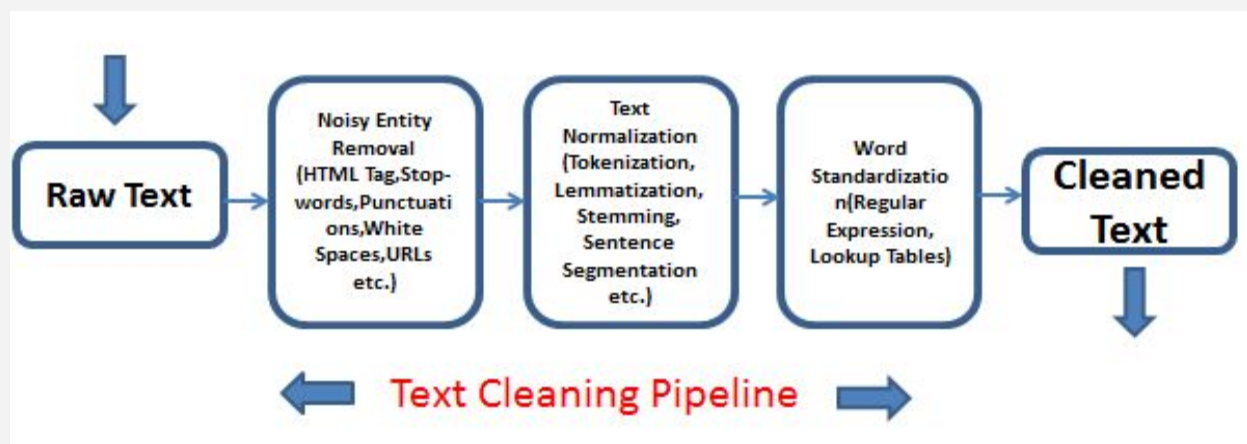 Raw Text
Noisy Entity
Removal
(HTML Tag,Stop-
words,Punctuati
ons,White
Spaces,URLs
etc.)
Text
Normalization
(Tokenization,
Lemmatization,
Stemming,
Sentence
Segmentation
etc.)
Word
Standardizatio
n(Regular
Expression,
Lookup Tables)
Cleaned
Text
Text Cleaning Pipeline